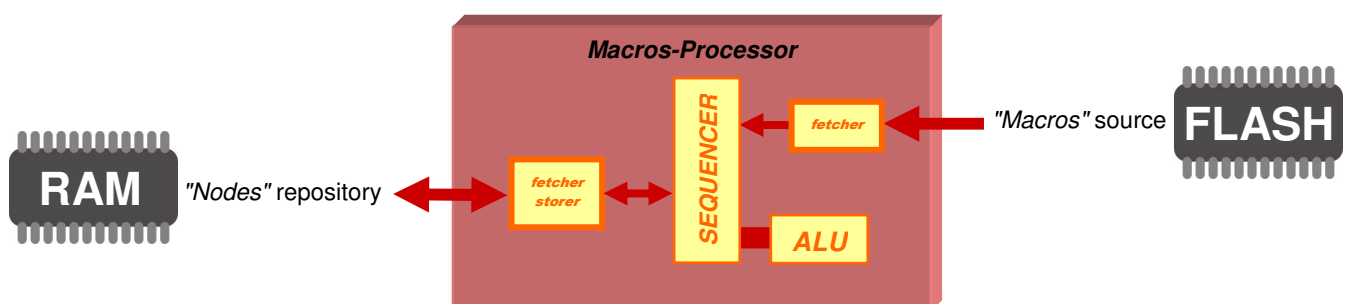 Macros-Processor
RAM
"Nodes" repository
fetcher
storer
SEQUENCER
fetcher
ALU
"Macros" source
FLASH